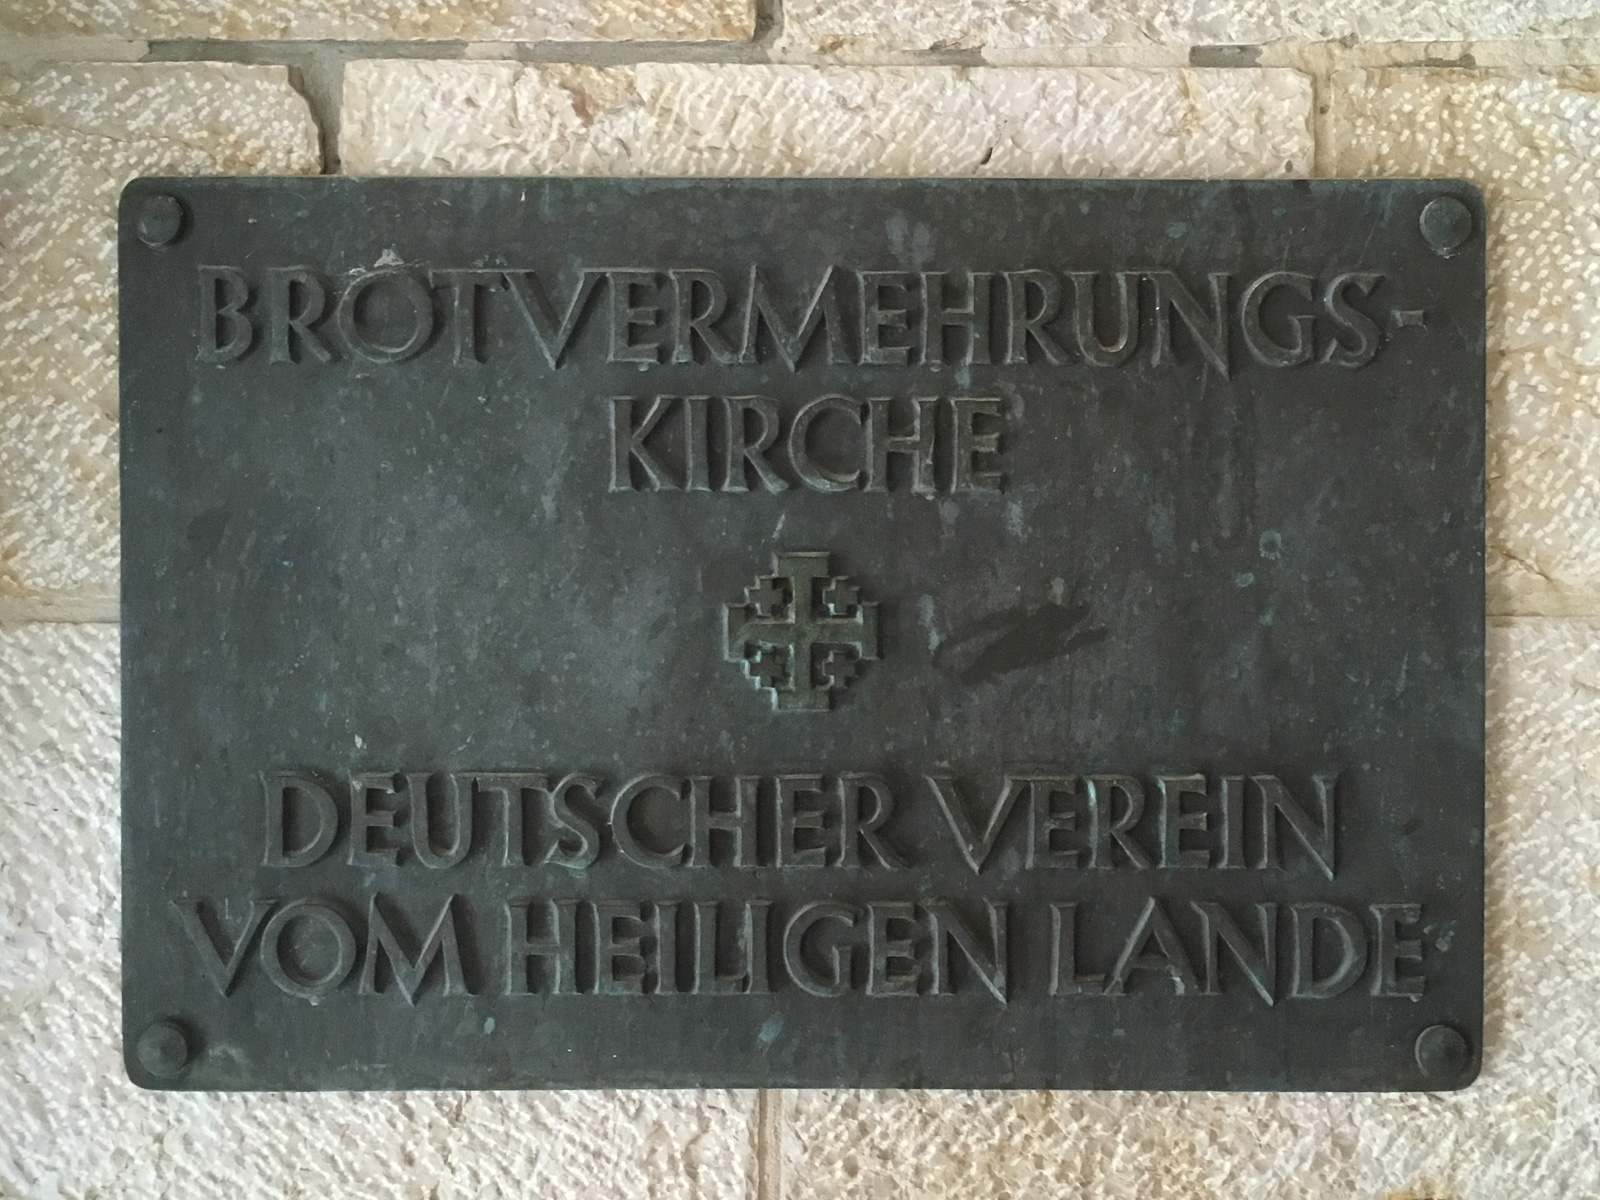 BROTVERMEHRUNGS-
KIRCHE
DEUTSCHER VEREIN
VOM HEILIGEN LANDE